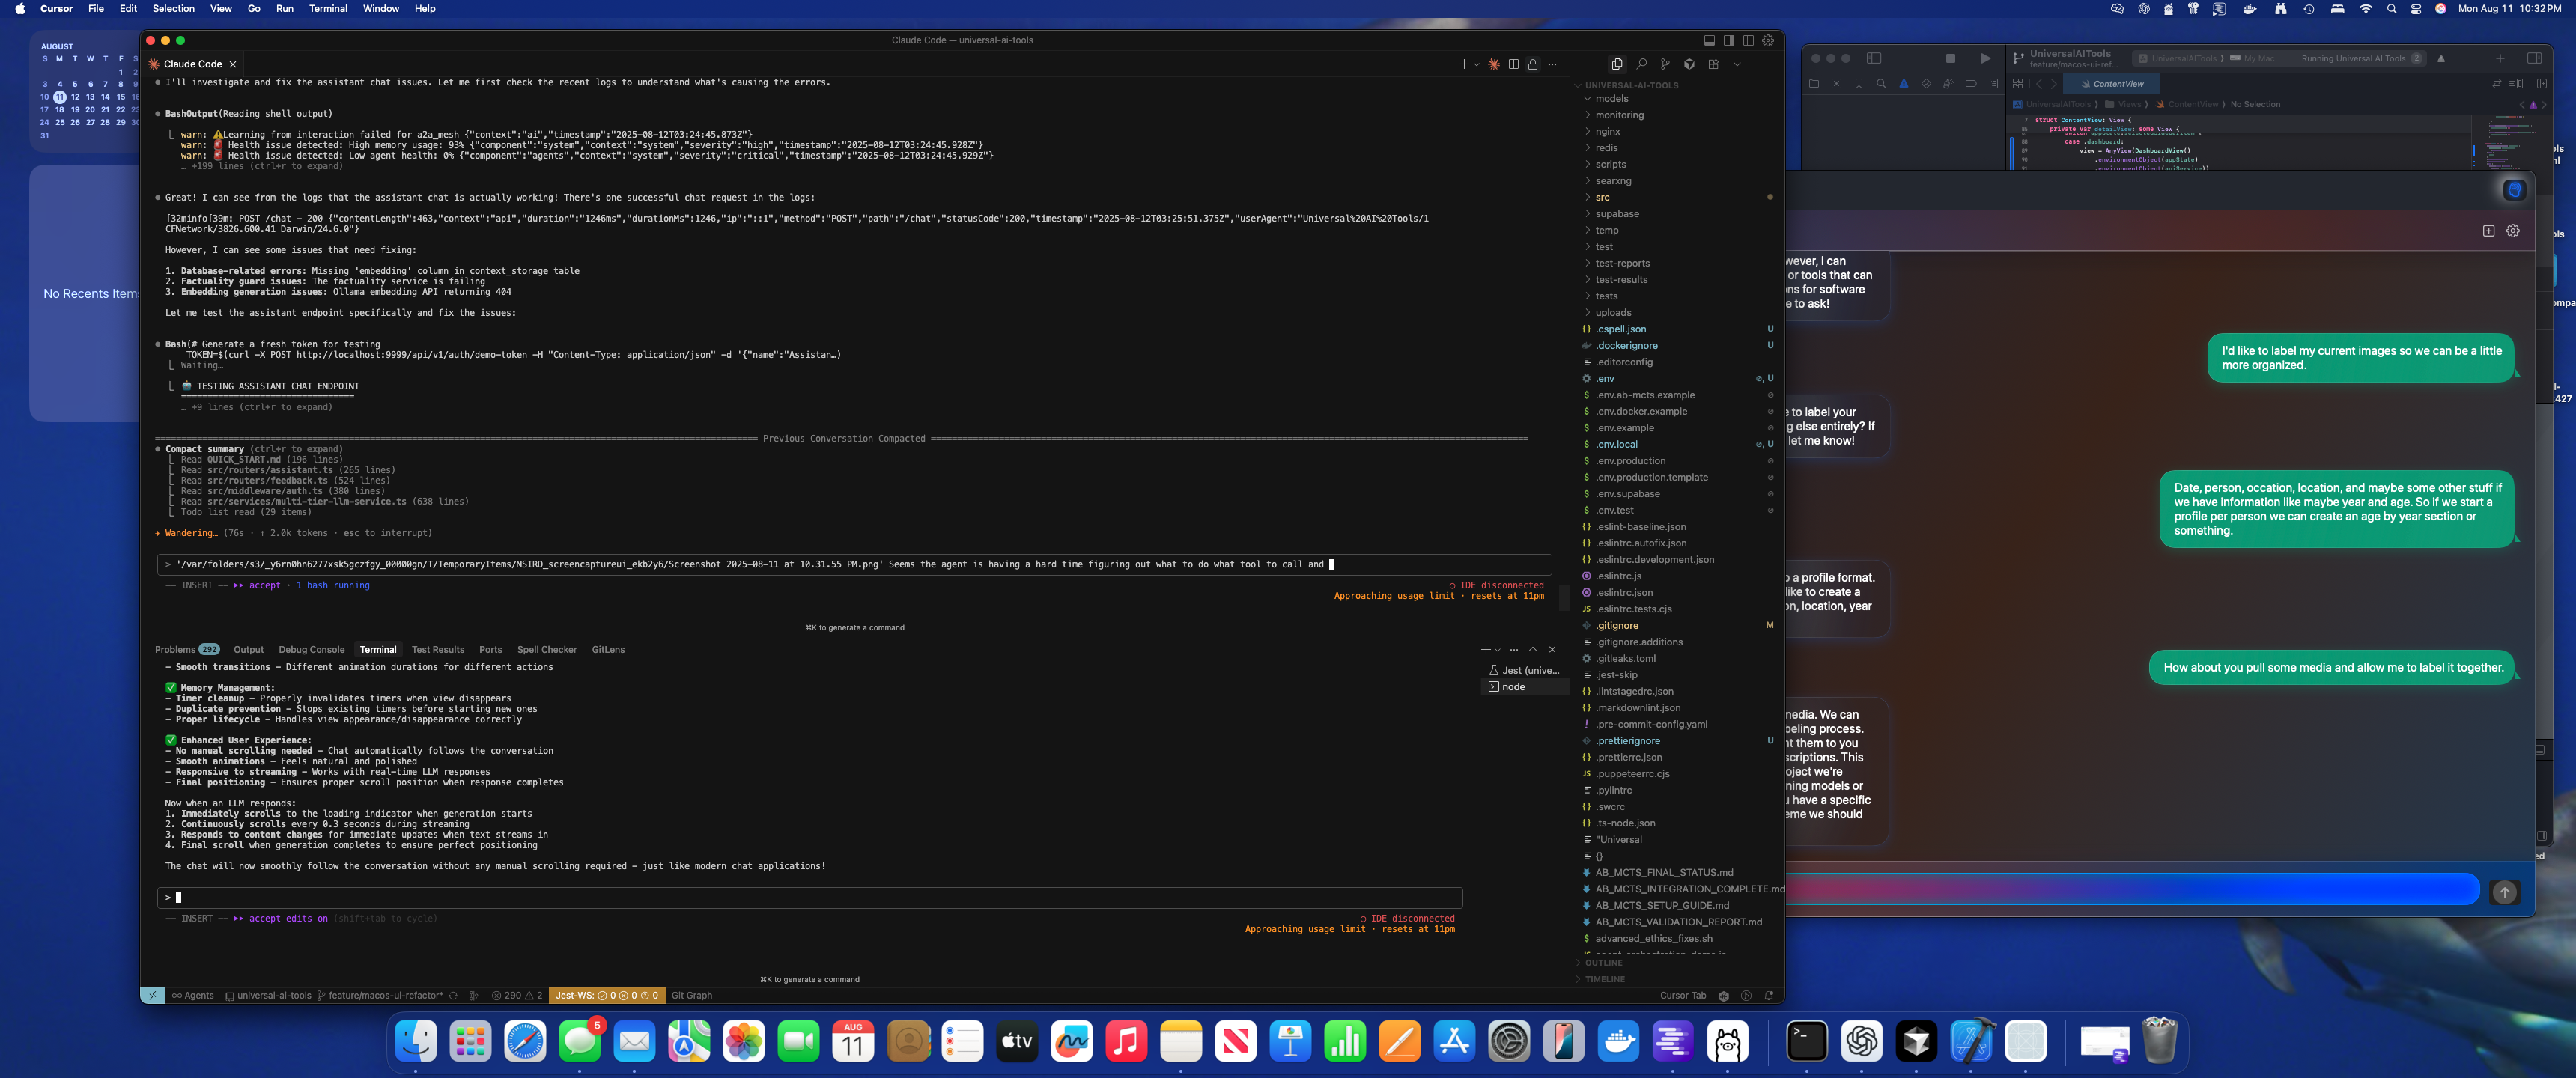 Cursor File Edit Selection View Go Run Terminal Window Help
Mon Aug 11 10:32 PM
AUGUST
S M T W T F S
1 2
3 4 5 6 7 8 9
10 11 12 13 14 15 16
17 18 19 20 21 22 23
24 25 26 27 28 29 30
31
No Recents Items
Claude Code — universal-ai-tools
Claude Code
I'll investigate and fix the assistant chat issues. Let me first check the recent logs to understand what's causing the errors.
BashOutput(Reading shell output)
warn: ⚠️Learning from interaction failed for a2a_mesh {"context":"ai","timestamp":"2025-08-12T03:24:45.873Z"}
warn: 🚨 Health issue detected: High memory usage: 93% {"component":"system","context":"system","severity":"high","timestamp":"2025-08-12T03:24:45.928Z"}
warn: 🚨 Health issue detected: Low agent health: 0% {"component":"agents","context":"system","severity":"critical","timestamp":"2025-08-12T03:24:45.929Z"}
… +199 lines (ctrl+r to expand)
Great! I can see from the logs that the assistant chat is actually working! There's one successful chat request in the logs:
[32minfo[39m: POST /chat - 200 {"contentLength":463,"context":"api","duration":"1246ms","durationMs":1246,"ip":"::1","method":"POST","path":"/chat","statusCode":200,"timestamp":"2025-08-12T03:25:51.375Z","userAgent":"Universal%20AI%20Tools/1
CFNetwork/3826.600.41 Darwin/24.6.0"}
However, I can see some issues that need fixing:
1. Database-related errors: Missing 'embedding' column in context_storage table
2. Factuality guard issues: The factuality service is failing
3. Embedding generation issues: Ollama embedding API returning 404
Let me test the assistant endpoint specifically and fix the issues:
Bash(# Generate a fresh token for testing
TOKEN=$(curl -X POST http://localhost:9999/api/v1/auth/demo-token -H "Content-Type: application/json" -d '{"name":"Assistan…)
Waiting…
🤖 TESTING ASSISTANT CHAT ENDPOINT
=================================
… +9 lines (ctrl+r to expand)
Previous Conversation Compacted
Compact summary (ctrl+r to expand)
Read QUICK_START.md (196 lines)
Read src/routers/assistant.ts (265 lines)
Read src/routers/feedback.ts (524 lines)
Read src/middleware/auth.ts (380 lines)
Read src/services/multi-tier-llm-service.ts (638 lines)
Todo list read (29 items)
✶ Wandering… (76s · ↑ 2.0k tokens · esc to interrupt)
> '/var/folders/s3/_y6rn0hn6277xsk5gczfgy_00000gn/T/TemporaryItems/NSIRD_screencaptureui_ekb2y6/Screenshot 2025-08-11 at 10.31.55 PM.png' Seems the agent is having a hard time figuring out what to do what tool to call and
-- INSERT -- ⏵⏵ accept · 1 bash running
○ IDE disconnected
Approaching usage limit · resets at 11pm
⌘K to generate a command
Problems 292 Output Debug Console Terminal Test Results Ports Spell Checker GitLens
Jest (unive...
node
- Smooth transitions - Different animation durations for different actions
✅ Memory Management:
- Timer cleanup - Properly invalidates timers when view disappears
- Duplicate prevention - Stops existing timers before starting new ones
- Proper lifecycle - Handles view appearance/disappearance correctly
✅ Enhanced User Experience:
- No manual scrolling needed - Chat automatically follows the conversation
- Smooth animations - Feels natural and polished
- Responsive to streaming - Works with real-time LLM responses
- Final positioning - Ensures proper scroll position when response completes
Now when an LLM responds:
1. Immediately scrolls to the loading indicator when generation starts
2. Continuously scrolls every 0.3 seconds during streaming
3. Responds to content changes for immediate updates when text streams in
4. Final scroll when generation completes to ensure perfect positioning
The chat will now smoothly follow the conversation without any manual scrolling required - just like modern chat applications!
>
-- INSERT -- ⏵⏵ accept edits on (shift+tab to cycle)
○ IDE disconnected
Approaching usage limit · resets at 11pm
⌘K to generate a command
Agents universal-ai-tools feature/macos-ui-refactor* 290 2 Jest-WS: 0 0 0 Git Graph
Cursor Tab
UNIVERSAL-AI-TOOLS
models
monitoring
nginx
redis
scripts
searxng
src
supabase
temp
test
test-reports
test-results
tests
uploads
.cspell.json U
.dockerignore U
.editorconfig
.env U
.env.ab-mcts.example
.env.docker.example
.env.example
.env.local U
.env.production
.env.production.template
.env.supabase
.env.test
.eslint-baseline.json
.eslintrc.autofix.json
.eslintrc.development.json
.eslintrc.js
.eslintrc.json
.eslintrc.tests.cjs
.gitignore M
.gitignore.additions
.gitleaks.toml
.jest-skip
.lintstagedrc.json
.markdownlint.json
.pre-commit-config.yaml
.prettierignore U
.prettierrc.json
.puppeteerrc.cjs
.pylintrc
.swcrc
.ts-node.json
"Universal
{}
AB_MCTS_FINAL_STATUS.md
AB_MCTS_INTEGRATION_COMPLETE.md
AB_MCTS_SETUP_GUIDE.md
AB_MCTS_VALIDATION_REPORT.md
advanced_ethics_fixes.sh
OUTLINE
TIMELINE
UniversalAITools
feature/macos-ui-ref...
UniversalAITools
My Mac
Running Universal AI Tools 2
ContentView
UniversalAITools Views ContentView No Selection
7 struct ContentView: View {
private var detailView: some View {
case .dashboard:
view = AnyView(DashboardView()
.environmentObject(appState)
wever, I can
or tools that can
ns for software
e to ask!
I'd like to label my current images so we can be a little
more organized.
e to label your
g else entirely? If
let me know!
Date, person, occation, location, and maybe some other stuff if
we have information like maybe year and age. So if we start a
profile per person we can create an age by year section or
something.
a profile format.
like to create a
on, location, year
How about you pull some media and allow me to label it together.
nedia. We can
beling process.
nt them to you
scriptions. This
oject we're
ning models or
u have a specific
eme we should
427
5
AUG
11
tv